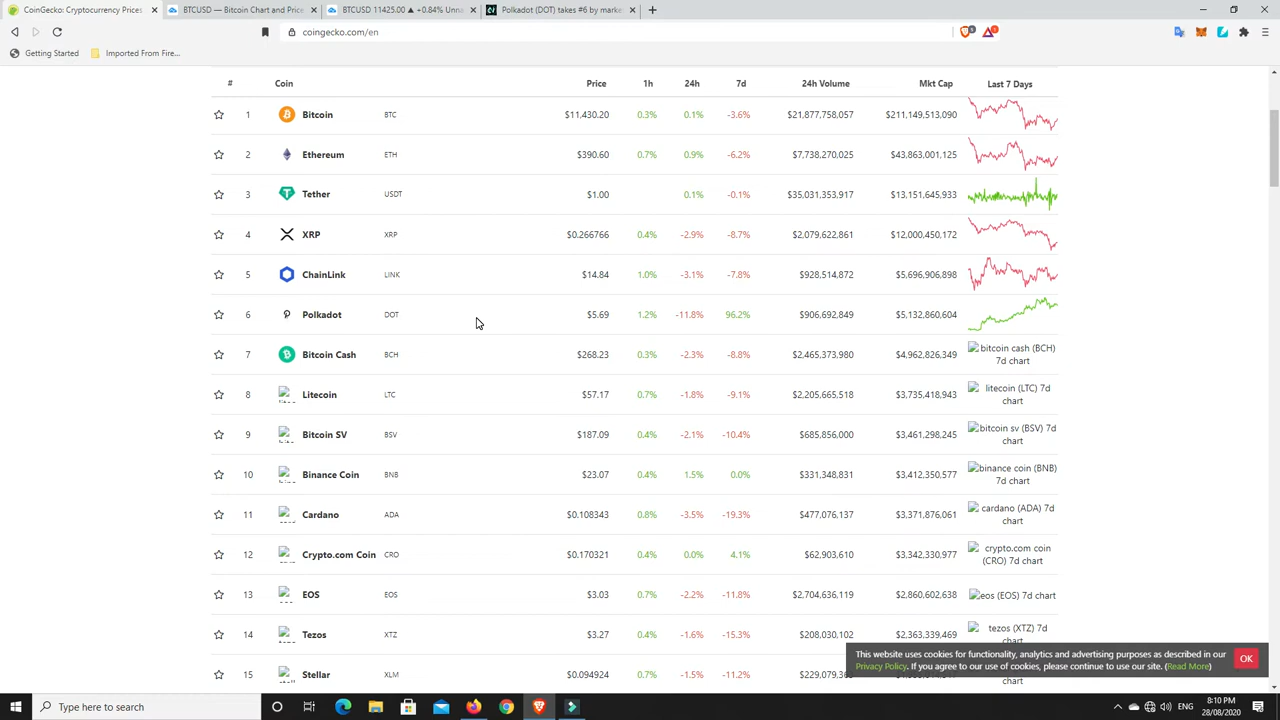 CoinGecko: Cryptocurrency Prices
BTCUSD — Bitcoin Chart and Price
BTCUSD 11425.00 ▲ +0.84% Unna
Polkadot (DOT) takes #6 by marke
coingecko.com/en
Getting Started Imported From Fire...
# Coin Price 1h 24h 7d 24h Volume Mkt Cap Last 7 Days
1 Bitcoin BTC $11,430.20 0.3% 0.1% -3.6% $21,877,758,057 $211,149,513,090
2 Ethereum ETH $390.60 0.7% 0.9% -6.2% $7,738,270,025 $43,863,001,125
3 Tether USDT $1.00 0.1% -0.1% $35,031,353,917 $13,151,645,933
4 XRP XRP $0.266766 0.4% -2.9% -8.7% $2,079,622,861 $12,000,450,172
5 ChainLink LINK $14.84 1.0% -3.1% -7.8% $928,514,872 $5,696,906,898
6 Polkadot DOT $5.69 1.2% -11.8% 96.2% $906,692,849 $5,132,860,604
7 Bitcoin Cash BCH $268.23 0.3% -2.3% -8.8% $2,465,373,980 $4,962,826,349 bitcoin cash (BCH)
7d chart
8 Litecoin LTC $57.17 0.7% -1.8% -9.1% $2,205,665,518 $3,735,418,943 litecoin (LTC) 7d
chart
9 Bitcoin SV BSV $187.09 0.4% -2.1% -10.4% $685,856,000 $3,461,298,245 bitcoin sv (BSV) 7d
chart
10 Binance Coin BNB $23.07 0.4% 1.5% 0.0% $331,348,831 $3,412,350,577 binance coin (BNB)
7d chart
11 Cardano ADA $0.108343 0.8% -3.5% -19.3% $477,076,137 $3,371,876,061 cardano (ADA) 7d
chart
12 Crypto.com Coin CRO $0.170321 0.4% 0.0% 4.1% $62,903,610 $3,342,330,977 crypto.com coin
(CRO) 7d chart
13 EOS EOS $3.03 0.7% -2.2% -11.8% $2,704,636,119 $2,860,602,638 eos (EOS) 7d chart
14 Tezos XTZ $3.27 0.4% -1.6% -15.3% $208,030,102 $2,363,339,469 tezos (XTZ) 7d
15 Stellar XLM $0.094924 0.7% -1.5% -11.2% chart
This website uses cookies for functionality, analytics and advertising purposes as described in our
Privacy Policy. If you agree to our use of cookies, please continue to use our site. (Read More)
OK
Type here to search
ENG
8:10 PM
28/08/2020